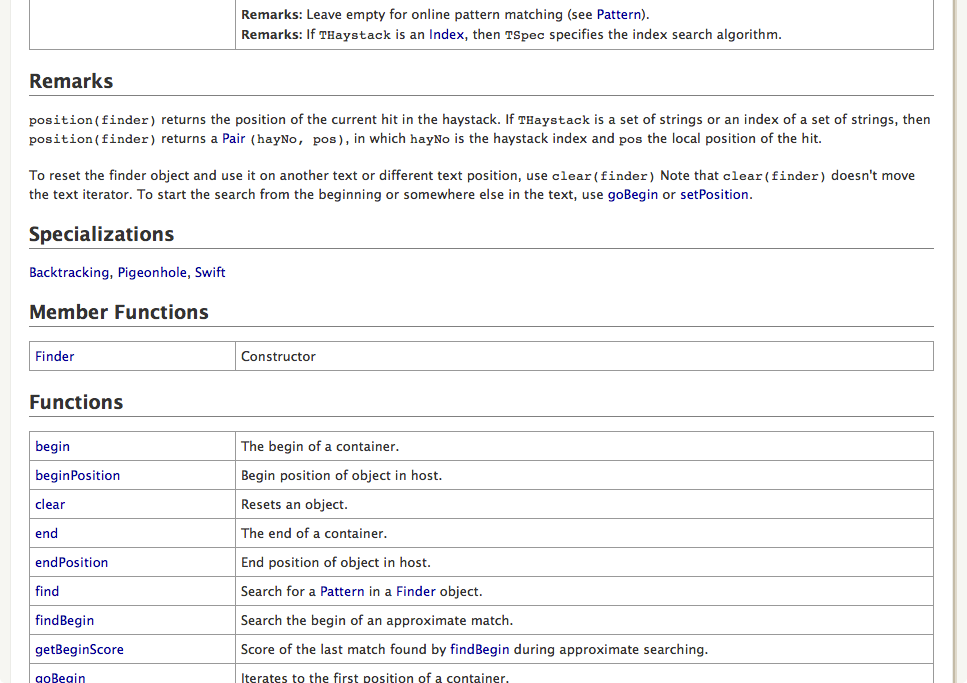 Remarks: Leave empty for online pattern matching (see Pattern).
Remarks: If THaystack is an Index, then TSpec specifies the index search algorithm.
Remarks
position(finder) returns the position of the current hit in the haystack. If THaystack is a set of strings or an index of a set of strings, then
position(finder) returns a Pair (hayNo, pos), in which hayNo is the haystack index and pos the local position of the hit.
To reset the finder object and use it on another text or different text position, use clear(finder) Note that clear(finder) doesn't move
the text iterator. To start the search from the beginning or somewhere else in the text, use goBegin or setPosition.
Specializations
Backtracking, Pigeonhole, Swift
Member Functions
Finder Constructor
Functions
begin The begin of a container.
beginPosition Begin position of object in host.
clear Resets an object.
end The end of a container.
endPosition End position of object in host.
find Search for a Pattern in a Finder object.
findBegin Search the begin of an approximate match.
getBeginScore Score of the last match found by findBegin during approximate searching.
goBegin Iterates to the first position of a container.